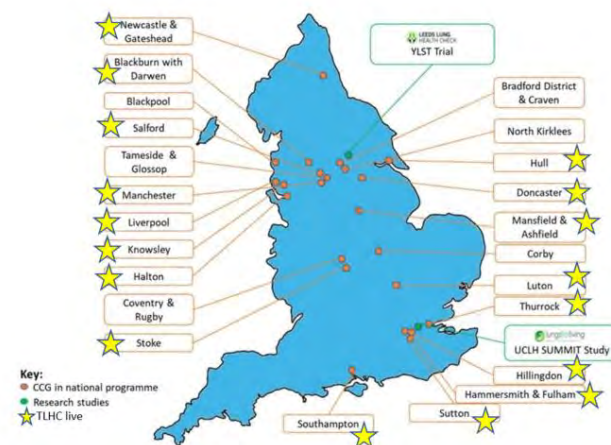 Newcastle &
Gateshead
Blackburn with
Darwen
Blackpool
Salford
Tameside &
Glossop
Manchester
Liverpool
Knowsley
Halton
Coventry &
Rugby
Stoke
LEEDS LUNG
HEALTH CHECK
YLST Trial
Bradford District
& Craven
North Kirklees
Hull
Doncaster
Mansfield &
Ashfield
Corby
Luton
Thurrock
UCLH SUMMIT Study
Hillingdon
Hammersmith & Fulham
Sutton
Southampton
Key:
CCG in national programme
Research studies
TLHC live